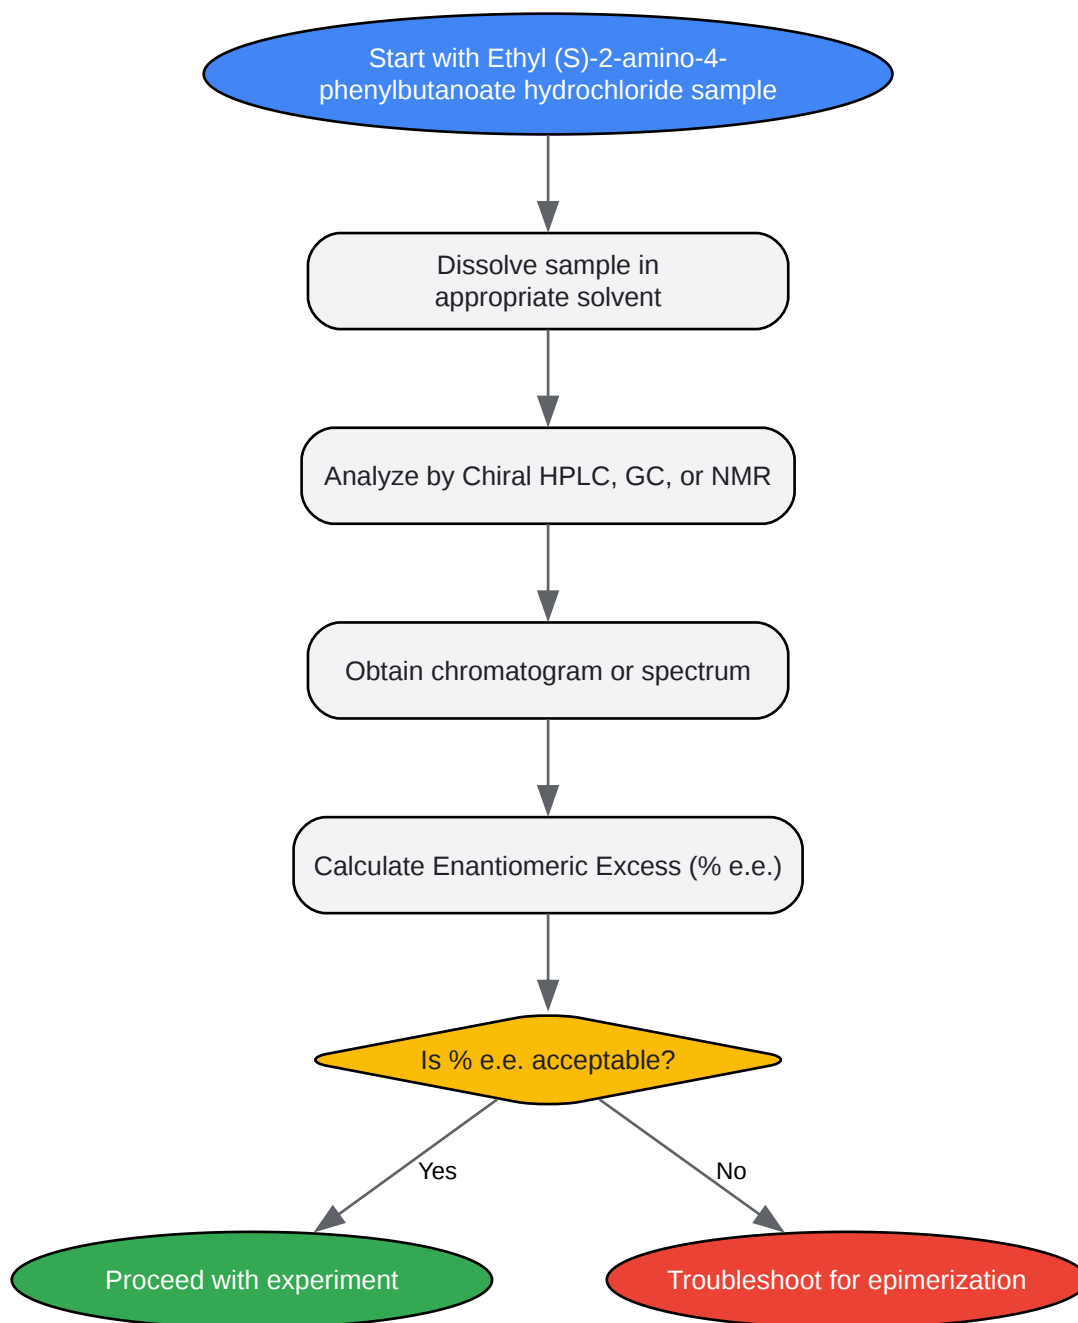 Start with Ethyl (S)-2-amino-4-
phenylbutanoate hydrochloride sample
Dissolve sample in
appropriate solvent
Analyze by Chiral HPLC, GC, or NMR
Obtain chromatogram or spectrum
Calculate Enantiomeric Excess (% e.e.)
Is % e.e. acceptable?
Yes
No
Proceed with experiment
Troubleshoot for epimerization